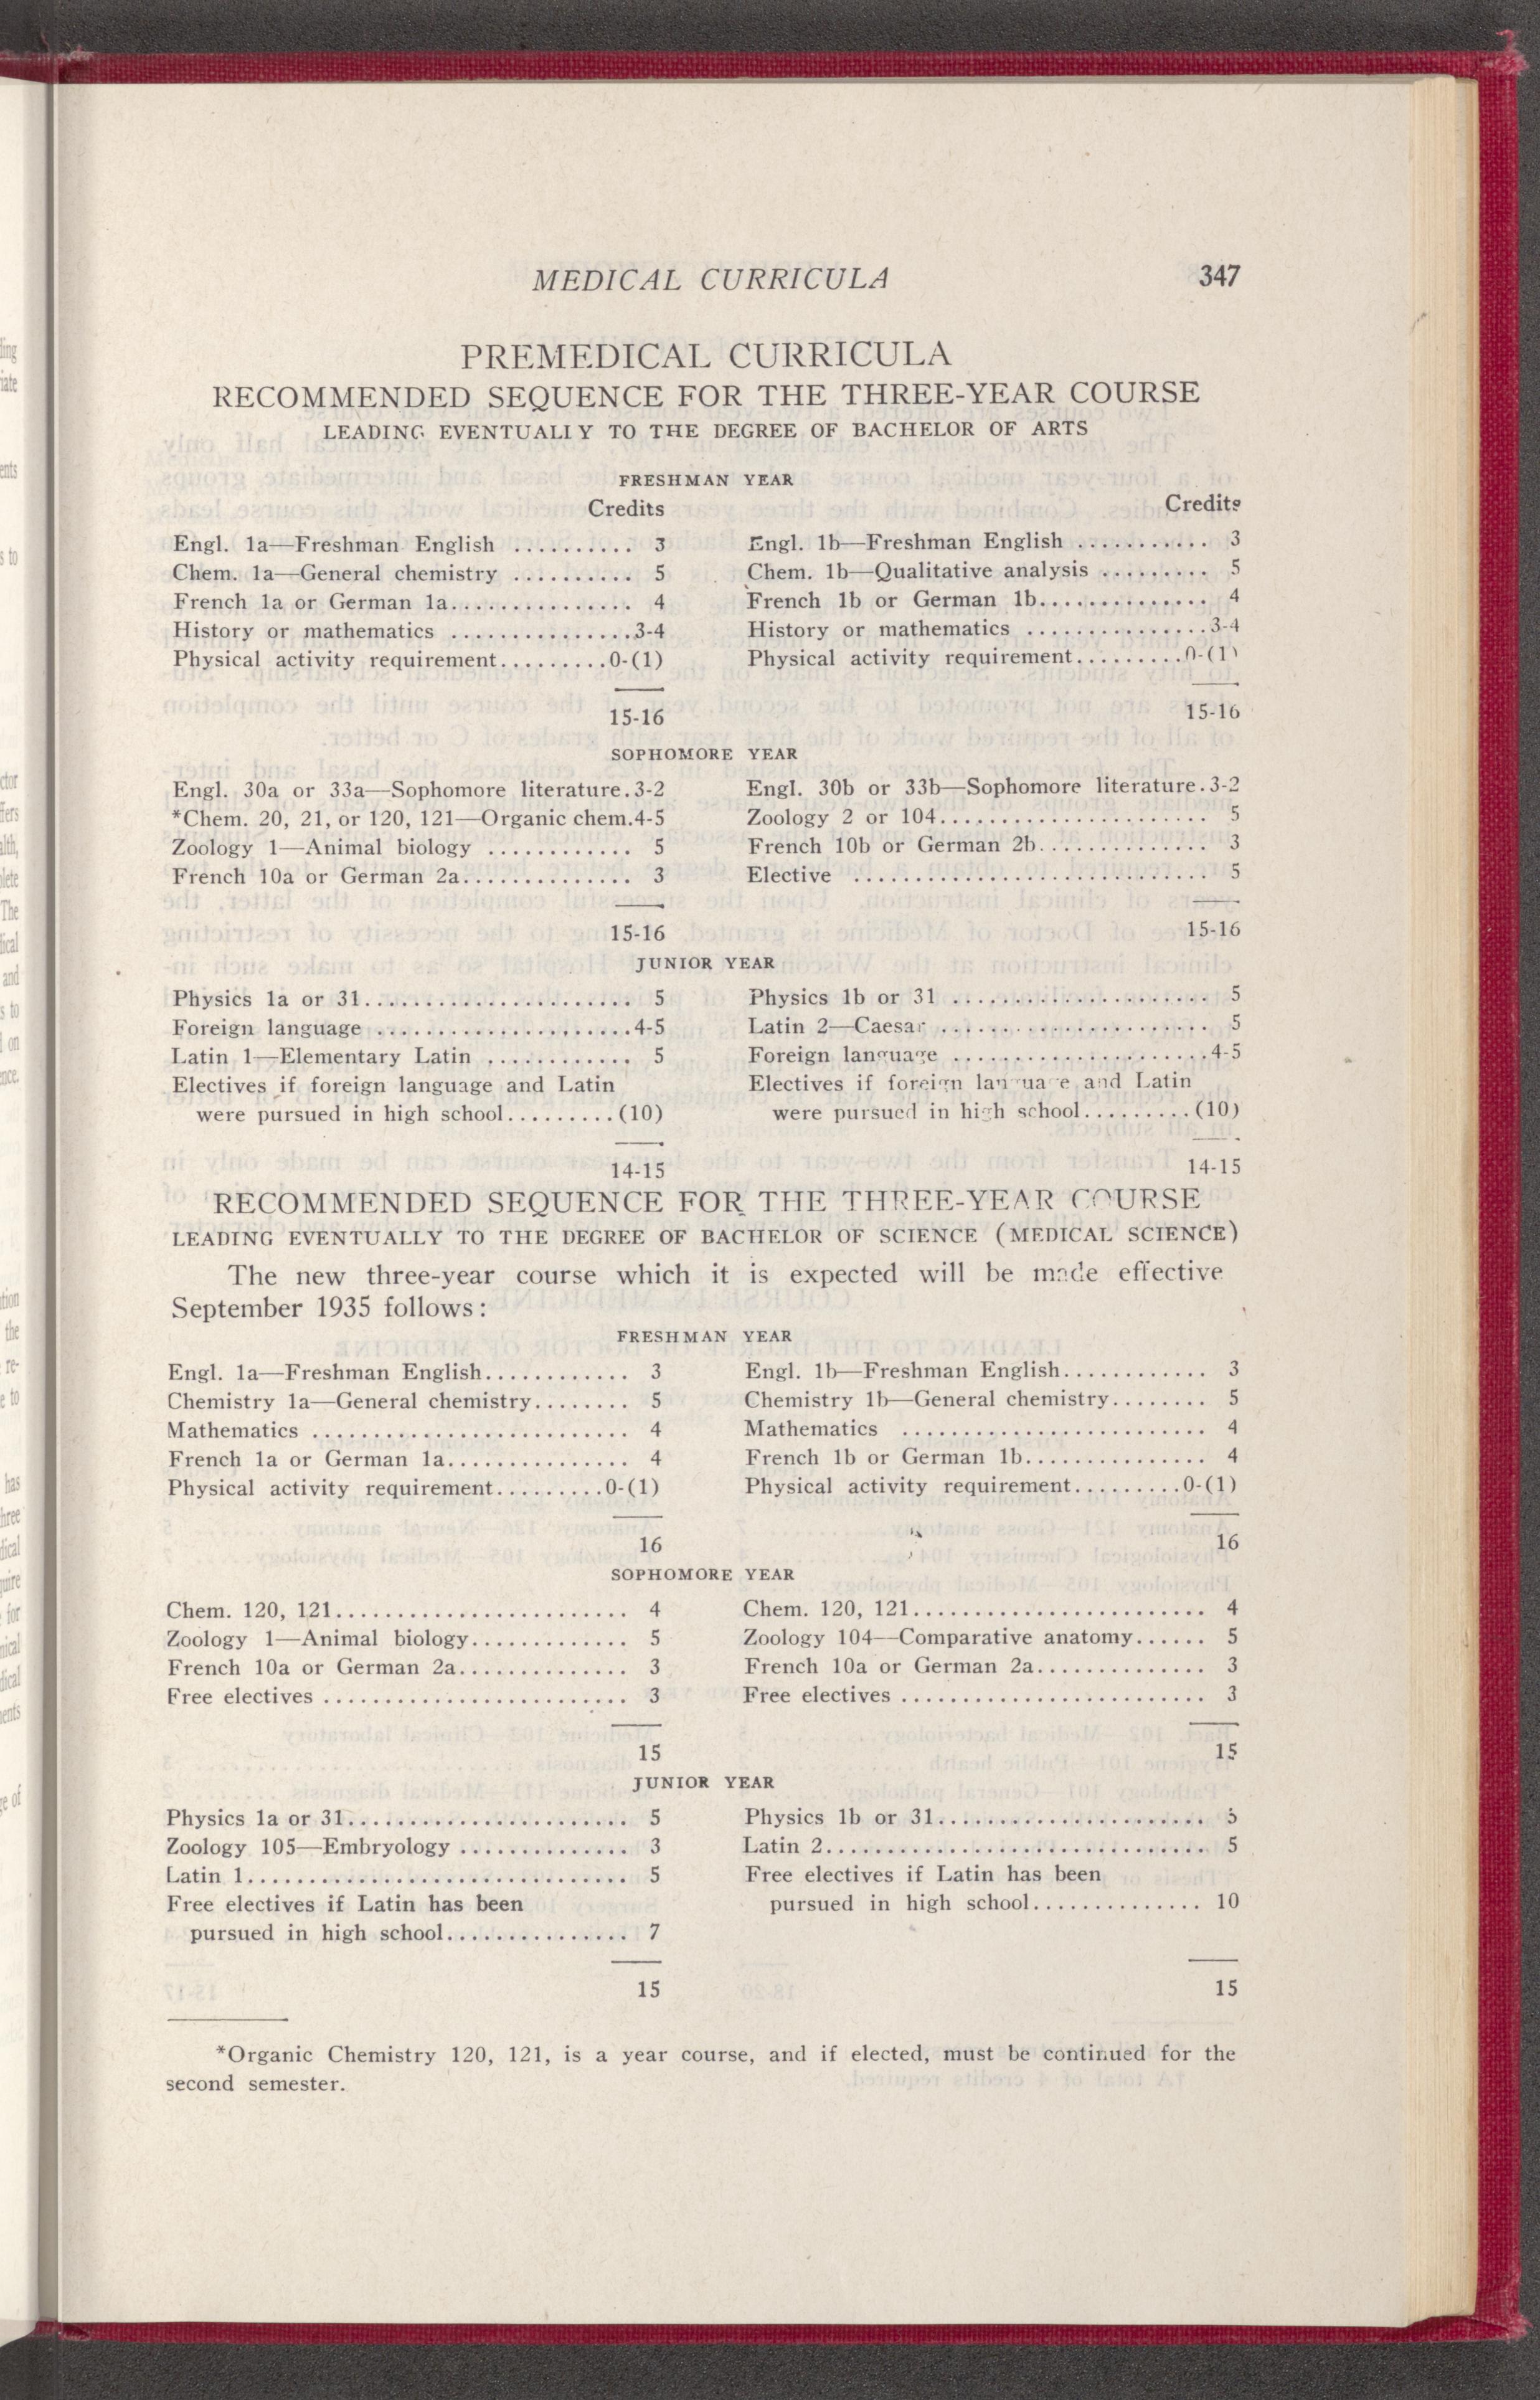 MEDICAL CURRICULA 347
PREMEDICAL CURRICULA
RECOMMENDED SEQUENCE FOR THE THREE-YEAR COURSE
LEADING EVENTUALLY TO THE DEGREE OF BACHELOR OF ARTS
FRESHMAN YEAR
Credits
Engl. 1a—Freshman English .......... 3
Chem. 1a—General chemistry .......... 5
French 1a or German 1a............... 4
History or mathematics ...............3-4
Physical activity requirement.........0-(1)
15-16
Credits
Engl. 1b—Freshman English ........... 3
Chem. 1b—Qualitative analysis ......... 5
French 1b or German 1b.............. 4
History or mathematics ...............3-4
Physical activity requirement.........0-(1)
15-16
SOPHOMORE YEAR
Engl. 30a or 33a—Sophomore literature.3-2
*Chem. 20, 21, or 120, 121—Organic chem.4-5
Zoology 1—Animal biology ............ 5
French 10a or German 2a.............. 3
15-16
Engl. 30b or 33b—Sophomore literature.3-2
Zoology 2 or 104...................... 5
French 10b or German 2b.............. 3
Elective ............................. 5
15-16
JUNIOR YEAR
Physics 1a or 31...................... 5
Foreign language .....................4-5
Latin 1—Elementary Latin ............ 5
Electives if foreign language and Latin
were pursued in high school.........(10)
14-15
Physics 1b or 31 ..................... 5
Latin 2—Caesar ...................... 5
Foreign language .....................4-5
Electives if foreign language and Latin
were pursued in high school.........(10)
14-15
RECOMMENDED SEQUENCE FOR THE THREE-YEAR COURSE
LEADING EVENTUALLY TO THE DEGREE OF BACHELOR OF SCIENCE (MEDICAL SCIENCE)
The new three-year course which it is expected will be made effective
September 1935 follows:
FRESHMAN YEAR
Engl. 1a—Freshman English............ 3
Chemistry 1a—General chemistry........ 5
Mathematics .......................... 4
French 1a or German 1a............... 4
Physical activity requirement.........0-(1)
16
Engl. 1b—Freshman English............ 3
Chemistry 1b—General chemistry........ 5
Mathematics ......................... 4
French 1b or German 1b............... 4
Physical activity requirement.........0-(1)
16
SOPHOMORE YEAR
Chem. 120, 121........................ 4
Zoology 1—Animal biology............. 5
French 10a or German 2a.............. 3
Free electives ......................... 3
15
Chem. 120, 121........................ 4
Zoology 104—Comparative anatomy...... 5
French 10a or German 2a.............. 3
Free electives ......................... 3
15
JUNIOR YEAR
Physics 1a or 31....................... 5
Zoology 105—Embryology .............. 3
Latin 1............................... 5
Free electives if Latin has been
pursued in high school............... 7
15
Physics 1b or 31...................... 5
Latin 2............................... 5
Free electives if Latin has been
pursued in high school.............. 10
15
*Organic Chemistry 120, 121, is a year course, and if elected, must be continued for the
second semester.